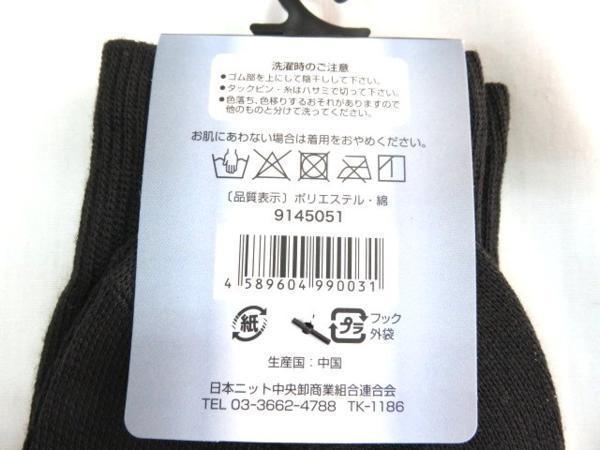 洗濯時のご注意
●ゴム部を上にして陰干しして下さい。
●タックピン・糸はハサミで切って下さい。
●色落ち、色移りするおそれがありますので
他のものと分けて洗ってください。
お肌にあわない場合は着用をおやめください。
〔品質表示〕ポリエステル・綿
9145051
4 589604 990031
紙
プラ
フック
外袋
生産国：中国
日本ニット中央卸商業組合連合会
TEL 03-3662-4788 TK-1186